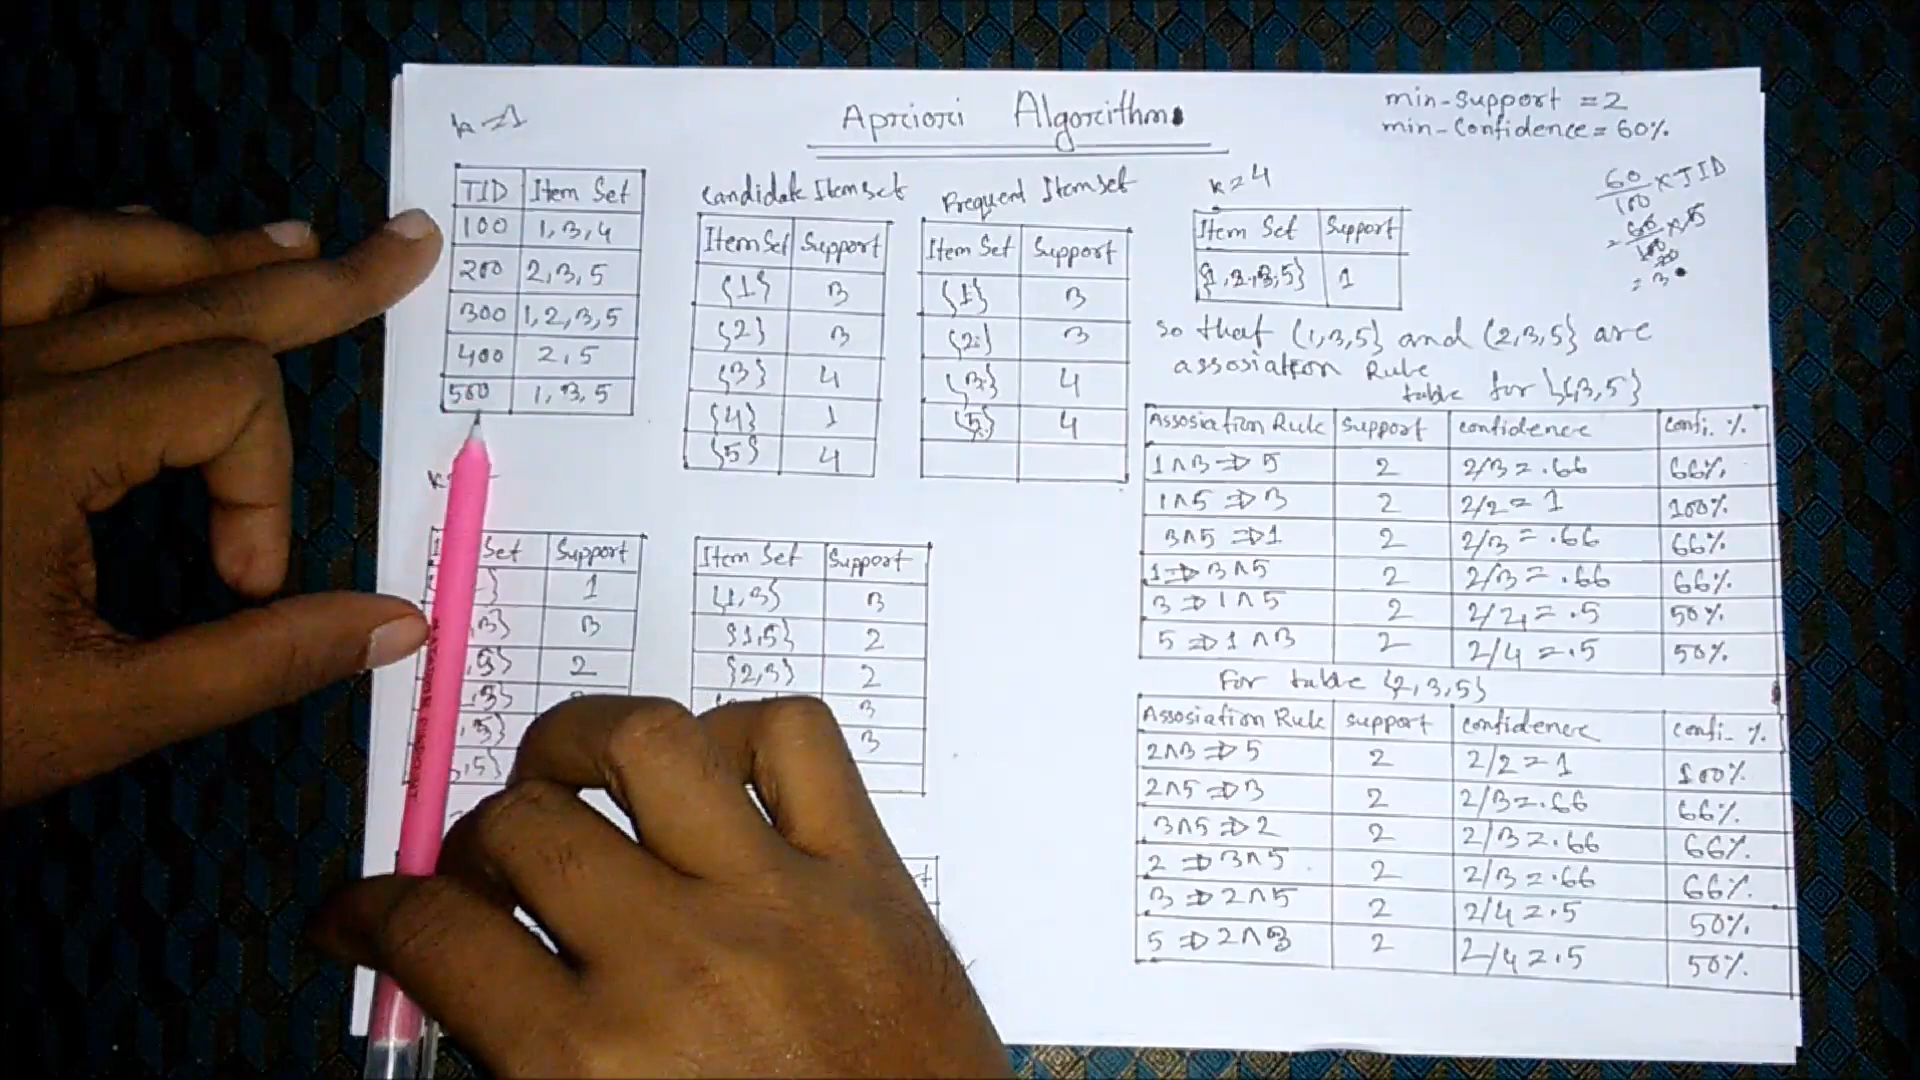 Apriori Algorithm
min-support = 2
min-confidence = 60%
k=1
TID Item Set
100 1,3,4
200 2,3,5
300 1,2,3,5
400 2,5
500 1,3,5
Candidate Itemset
Item Set Support
{1} 3
{2} 3
{3} 4
{4} 1
{5} 4
Frequent Itemset
Item Set Support
{1} 3
{2} 3
{3} 4
{5} 4
k=4
Item Set Support
{1,2,3,5} 1
60/100 × TID
= 60/100 × 5
= 3
so that {1,3,5} and {2,3,5} are
assosiation Rule
table for {1,3,5}
Assosiation Rule support confidence confi. %
1∧3 ⇒ 5 2 2/3 = .66 66%
1∧5 ⇒ 3 2 2/2 = 1 100%
3∧5 ⇒ 1 2 2/3 = .66 66%
1 ⇒ 3∧5 2 2/3 = .66 66%
3 ⇒ 1∧5 2 2/4 = .5 50%
5 ⇒ 1∧3 2 2/4 = .5 50%
For table {2,3,5}
Assosiation Rule support confidence confi- %
2∧3 ⇒ 5 2 2/2 = 1 100%
2∧5 ⇒ 3 2 2/3 = .66 66%
3∧5 ⇒ 2 2 2/3 = .66 66%
2 ⇒ 3∧5 2 2/3 = .66 66%
3 ⇒ 2∧5 2 2/4 = .5 50%
5 ⇒ 2∧3 2 2/4 = .5 50%
Set Support
1
,3} 3
,5} 2
,3}
,5}
,5}
Item Set Support
{1,3} 3
{1,5} 2
{2,3} 2
3
3